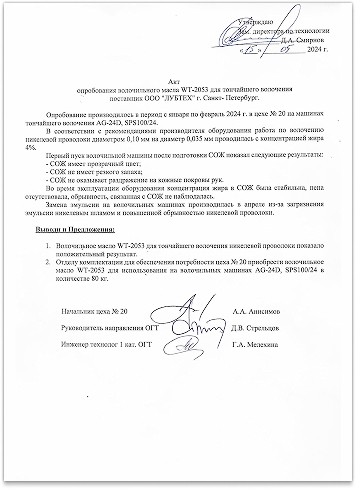 Утверждаю
Зам. директора по технологии
Д.А. Смирнов
2024 г.
Акт
опробования волочильного масла WT-2053 для тончайшего волочения
поставщик ООО "ЛУБТЕХ" г. Санкт- Петербург.
Опробование производилось в период с января по февраль 2024 г. в цехе № 20 на машинах
тончайшего волочения AG-24D, SPS100/24.
В соответствии с рекомендациями производителя оборудования работа по волочению
никелевой проволоки диаметром 0,10 мм на диаметр 0,035 мм проводилась с концентрацией жира
4%.
Первый пуск волочильной машины после подготовки СОЖ показал следующие результаты:
- СОЖ имеет прозрачный цвет;
- СОЖ не имеет резкого запаха;
- СОЖ не оказывает раздражение на кожные покровы рук.
Во время эксплуатации оборудования концентрация жира в СОЖ была стабильна, пена
отсутствовала, обрывность, связанная с СОЖ не наблюдалась.
Замена эмульсии на волочильных машинах производилась в апреле из-за загрязнения
эмульсии никелевым шламом и повышенной обрывностью никелевой проволоки.
Выводы и Предложения:
1. Волочильное масло WT-2053 для тончайшего волочения никелевой проволоки показало
положительный результат.
2. Отделу комплектации для обеспечения потребности цеха № 20 приобрести волочильное
масло WT-2053 для использования на волочильных машинах AG-24D, SPS100/24 в
количестве 80 кг.
Начальник цеха № 20 А.А. Анисимов
Руководитель направления ОГТ Д.В. Стрельцов
Инженер технолог 1 кат. ОГТ Г.А. Мелехина